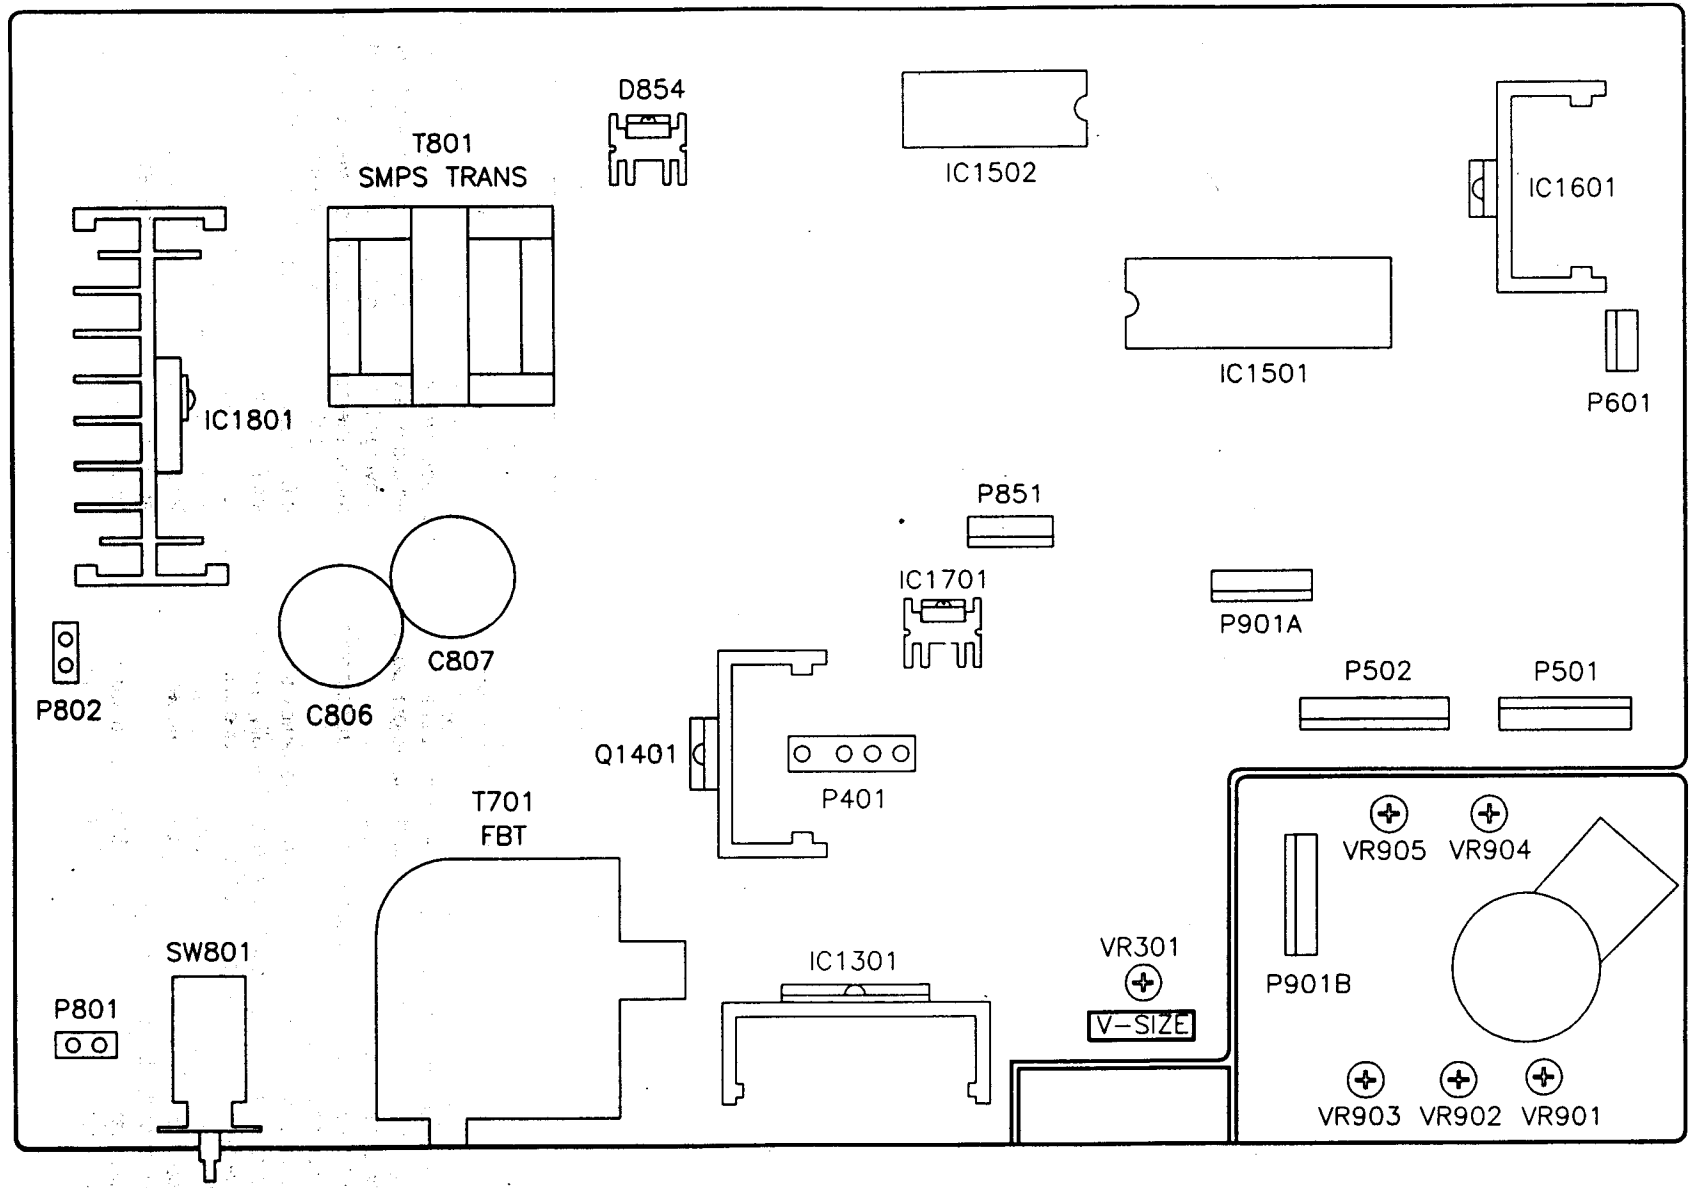 D854
T801
SMPS TRANS
IC1502
IC1601
IC1501
P601
IC1801
P851
IC1701
P901A
C807
P802
C806
P502
P501
Q1401
P401
T701
FBT
VR905
VR904
SW801
VR301
IC1301
P901B
P801
V-SIZE
VR903
VR902
VR901